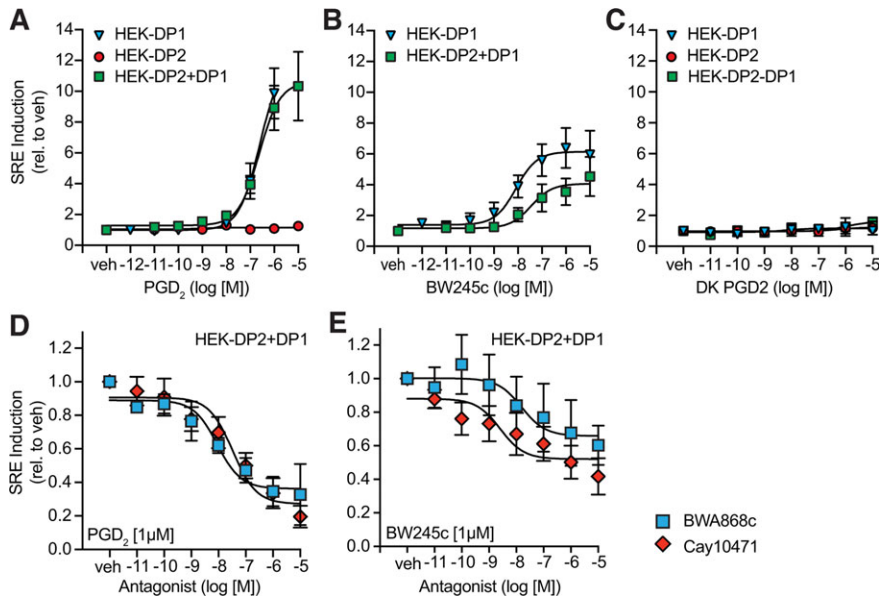 A
B
C
SRE Induction
(rel. to veh)
14
12
10
8
6
4
2
0
HEK-DP1
HEK-DP2
HEK-DP2+DP1
veh -12 -11 -10 -9 -8 -7 -6 -5
PGD2 (log [M])
14
12
10
8
6
4
2
0
HEK-DP1
HEK-DP2+DP1
veh -12 -11 -10 -9 -8 -7 -6 -5
BW245c (log [M])
14
12
10
8
6
4
2
0
HEK-DP1
HEK-DP2
HEK-DP2-DP1
veh -11 -10 -9 -8 -7 -6 -5
DK PGD2 (log [M])
D
E
SRE Induction
(rel. to veh)
HEK-DP2+DP1
1.2
1.0
0.8
0.6
0.4
0.2
0.0
PGD2 [1µM]
veh -11 -10 -9 -8 -7 -6 -5
Antagonist (log [M])
HEK-DP2+DP1
1.2
1.0
0.8
0.6
0.4
0.2
0.0
BW245c [1µM]
veh -11 -10 -9 -8 -7 -6 -5
Antagonist (log [M])
BWA868c
Cay10471